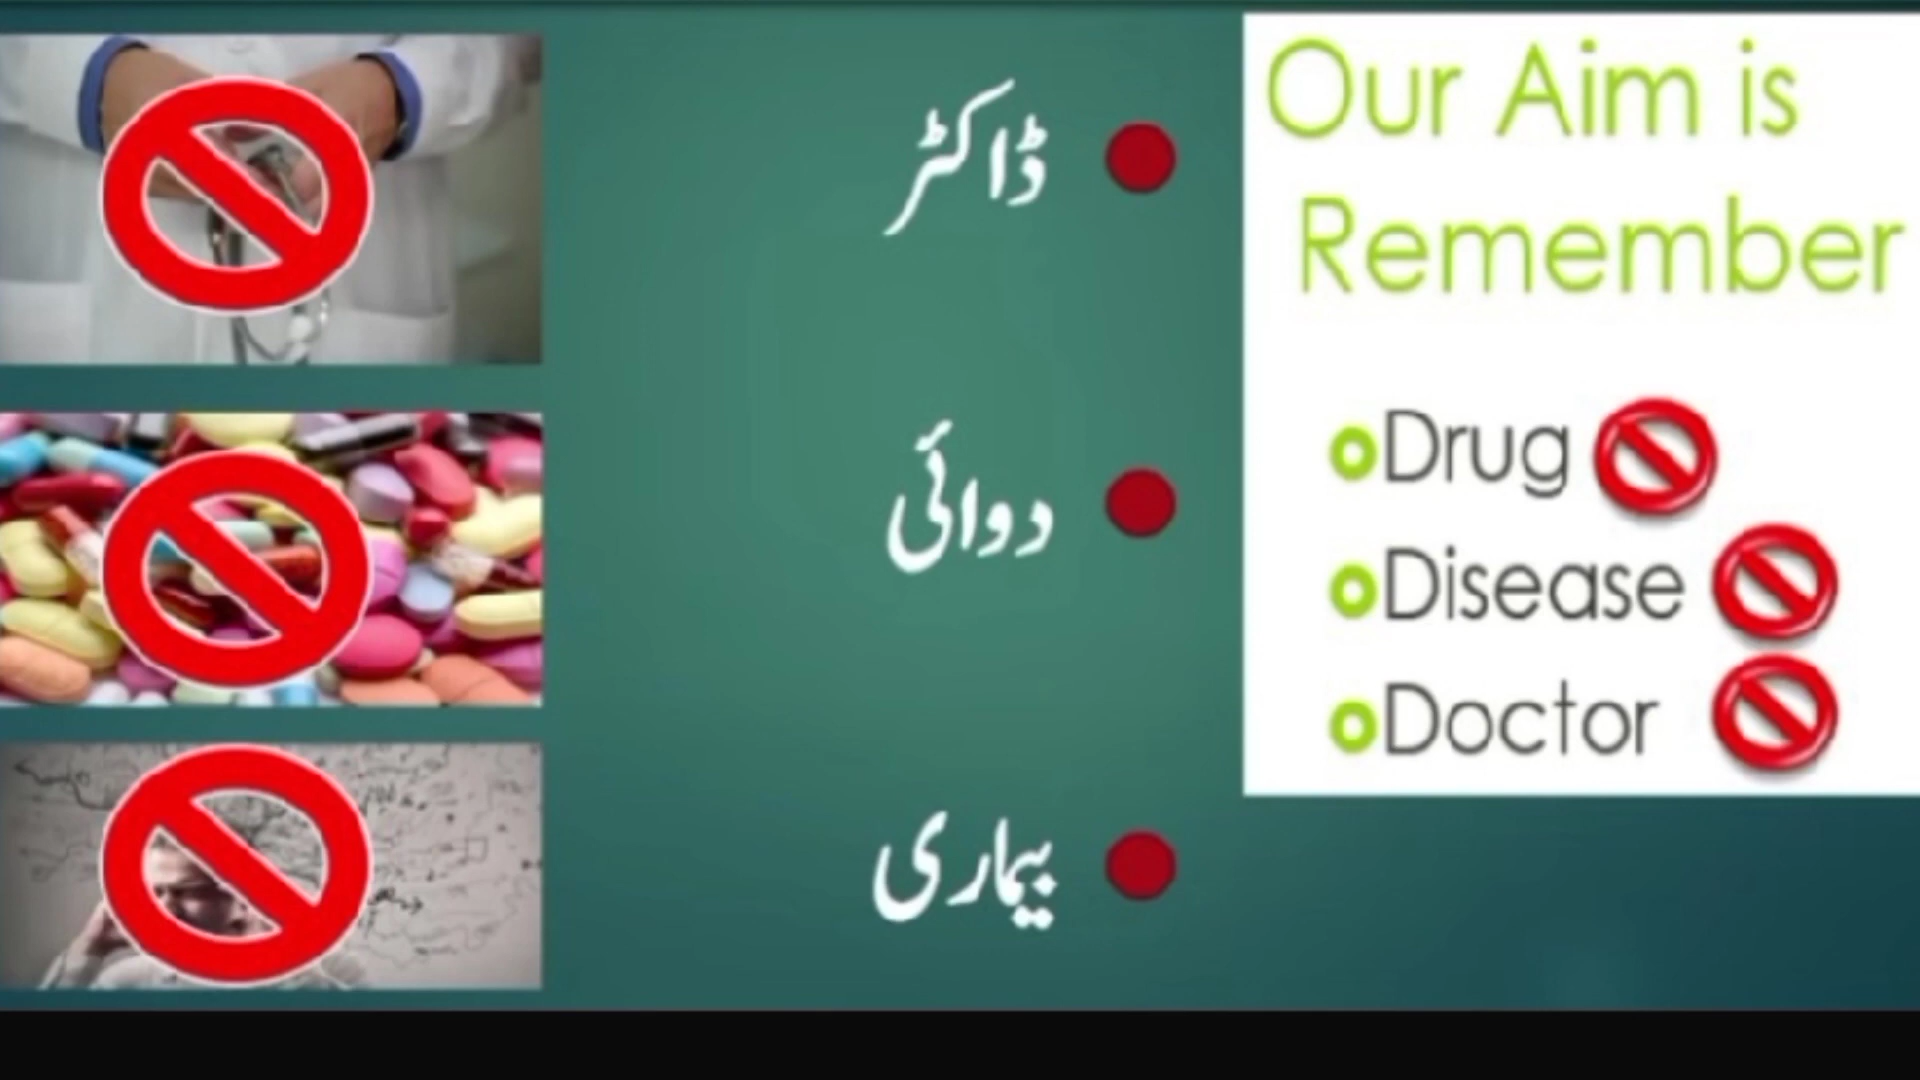 Our Aim is
Remember
Drug
Disease
Doctor
ڈاکٹر
دوائی
بیماری